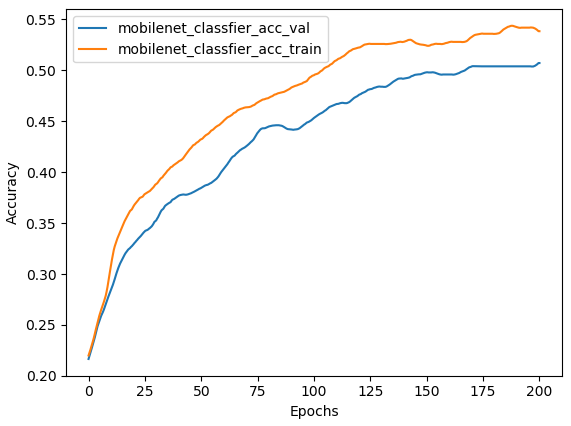 mobilenet_classfier_acc_val
mobilenet_classfier_acc_train
Accuracy
0.55
0.50
0.45
0.40
0.35
0.30
0.25
0.20
0 25 50 75 100 125 150 175 200
Epochs